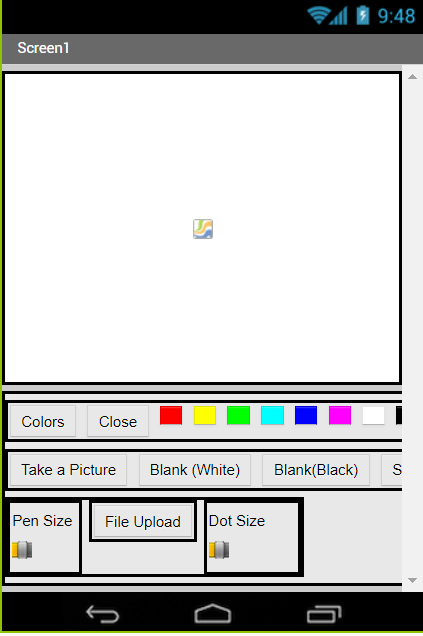 9:48
Screen1
Colors Close
Take a Picture Blank (White) Blank(Black) S
Pen Size File Upload Dot Size